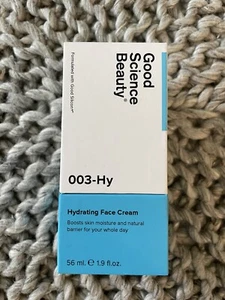 Good
Science
Beauty®
Formulated with Good Silicon™
003-Hy
Hydrating Face Cream
Boosts skin moisture and natural
barrier for your whole day
56 ml. ℮ 1.9 fl.oz.